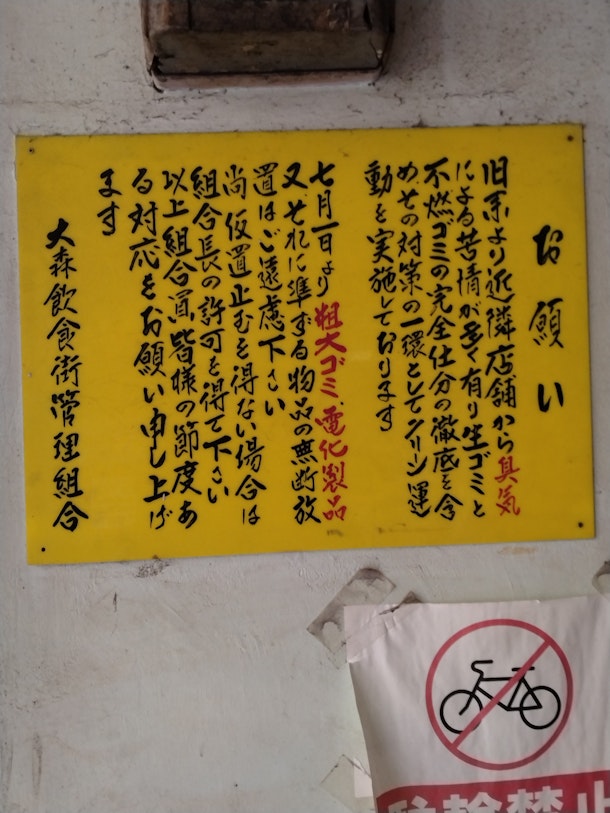 お願い
旧来より近隣店舗から臭気
による苦情が多く有り生ゴミと
不燃ゴミの完全仕分の徹底を含
めその対策の一環としてクリーン運
動を実施しております
七月一日より粗大ゴミ、電化製品
又それに準ずる物品の無断放
置はご遠慮下さい
尚仮置止むを得ない場合は
組合長の許可を得て下さい
以上組合員皆様の節度あ
る対応をお願い申し上げ
ます
大森飲食街管理組合
駐輪禁止